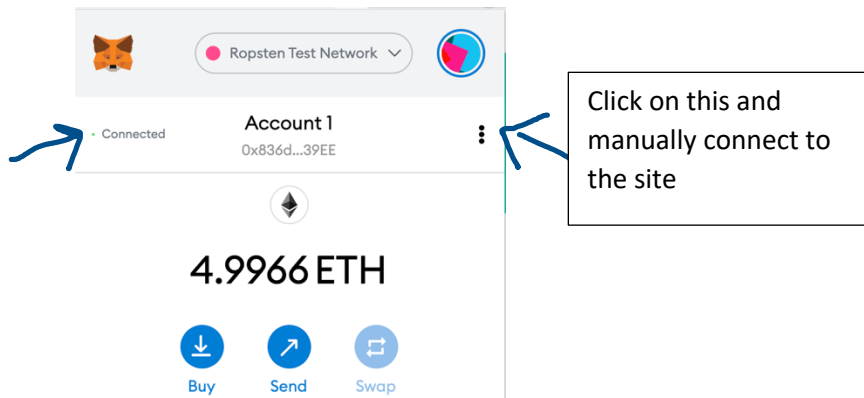 Ropsten Test Network
Connected
Account 1
0x836d...39EE
4.9966 ETH
Buy
Send
Swap
Click on this and
manually connect to
the site